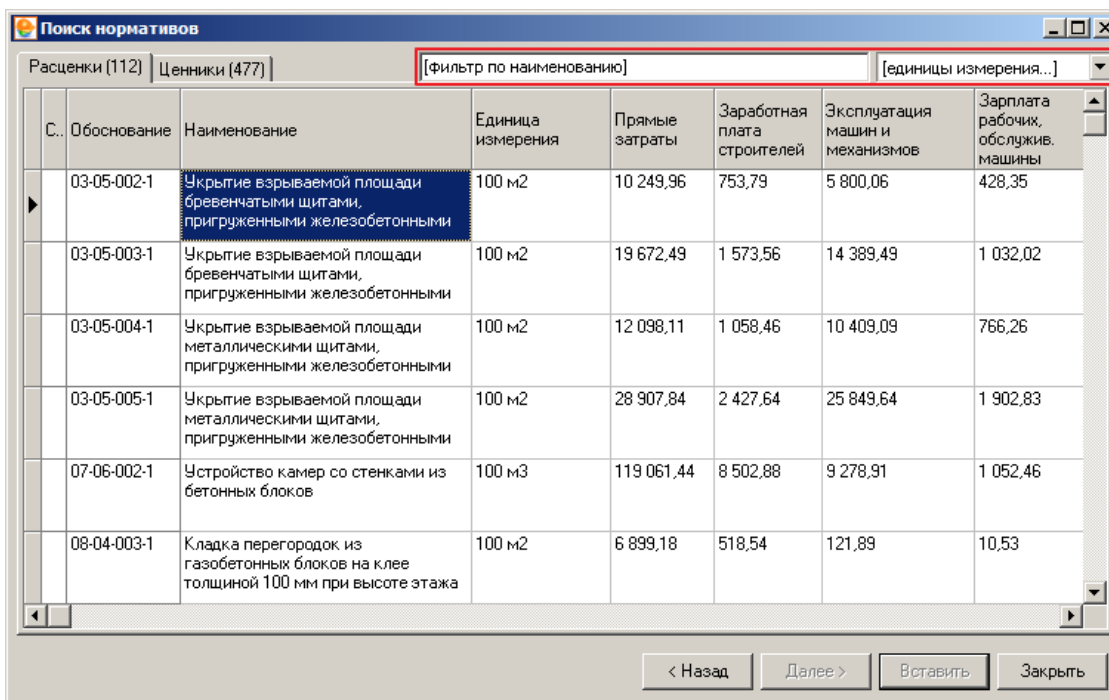 Поиск нормативов
Расценки (112) Ценники (477) [фильтр по наименованию] [единицы измерения...]
С.. Обоснование Наименование Единица измерения Прямые затраты Заработная плата строителей Эксплуатация машин и механизмов Зарплата рабочих, обслужив. машины
03-05-002-1 Укрытие взрываемой площади 100 м2 10 249,96 753,79 5 800,06 428,35
бревенчатыми щитами,
пригруженными железобетонными
03-05-003-1 Укрытие взрываемой площади 100 м2 19 672,49 1 573,56 14 389,49 1 032,02
бревенчатыми щитами,
пригруженными железобетонными
03-05-004-1 Укрытие взрываемой площади 100 м2 12 098,11 1 058,46 10 409,09 766,26
металлическими щитами,
пригруженными железобетонными
03-05-005-1 Укрытие взрываемой площади 100 м2 28 907,84 2 427,64 25 849,64 1 902,83
металлическими щитами,
пригруженными железобетонными
07-06-002-1 Устройство камер со стенками из 100 м3 119 061,44 8 502,88 9 278,91 1 052,46
бетонных блоков
08-04-003-1 Кладка перегородок из 100 м2 6 899,18 518,54 121,89 10,53
газобетонных блоков на клее
толщиной 100 мм при высоте этажа
< Назад Далее > Вставить Закрыть